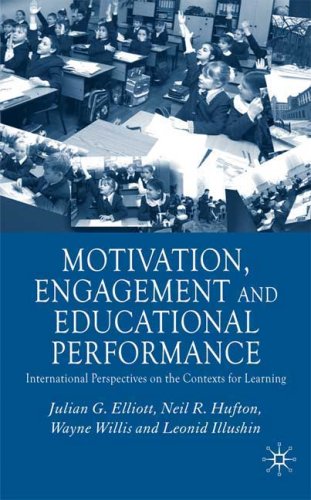 MOTIVATION,
ENGAGEMENT AND
EDUCATIONAL
PERFORMANCE
International Perspectives on the Contexts for Learning
Julian G. Elliott, Neil R. Hufton,
Wayne Willis and Leonid Illushin